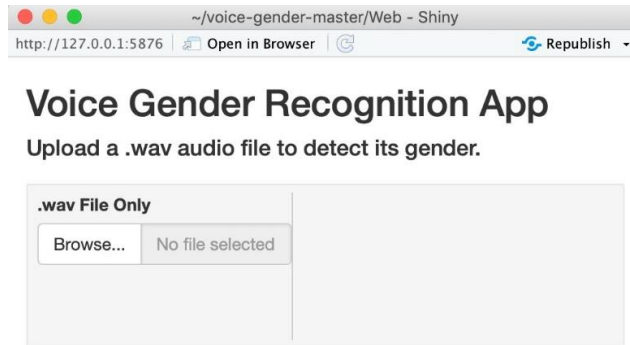 ~/voice-gender-master/Web - Shiny
http://127.0.0.1:5876 Open in Browser Republish
Voice Gender Recognition App
Upload a .wav audio file to detect its gender.
.wav File Only
Browse... No file selected